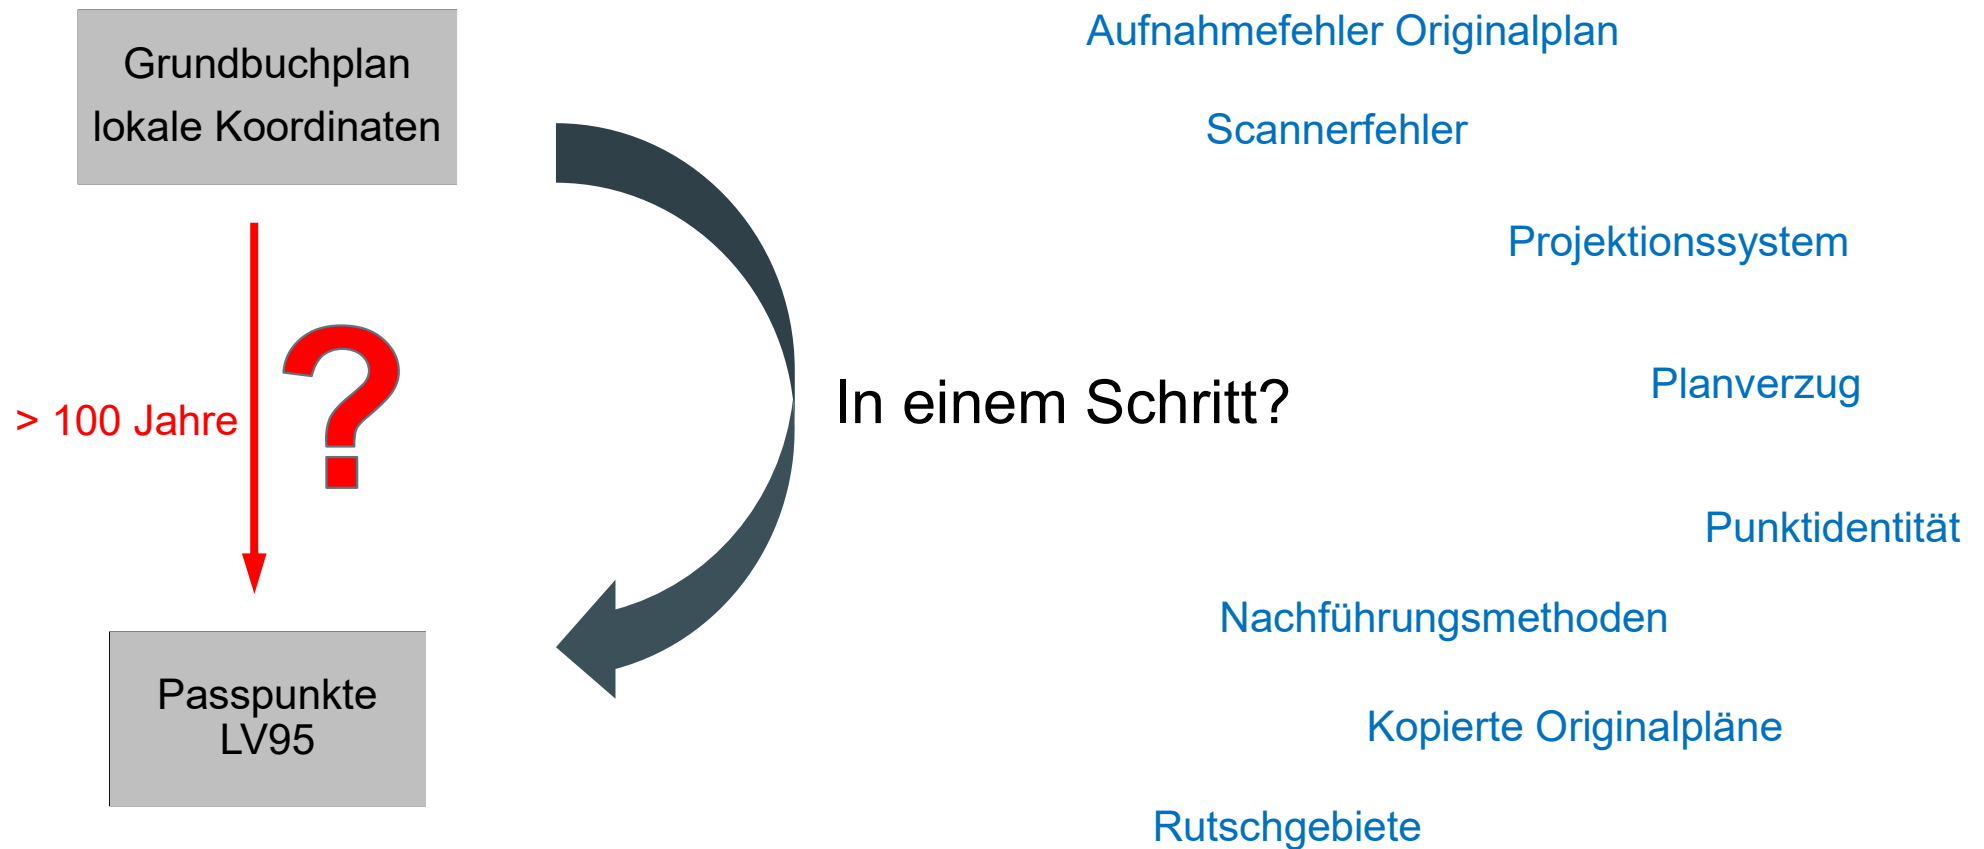 Grundbuchplan
lokale Koordinaten
> 100 Jahre
?
Passpunkte
LV95
In einem Schritt?
Aufnahmefehler Originalplan
Scannerfehler
Projektionssystem
Planverzug
Punktidentität
Nachführungsmethoden
Kopierte Originalpläne
Rutschgebiete